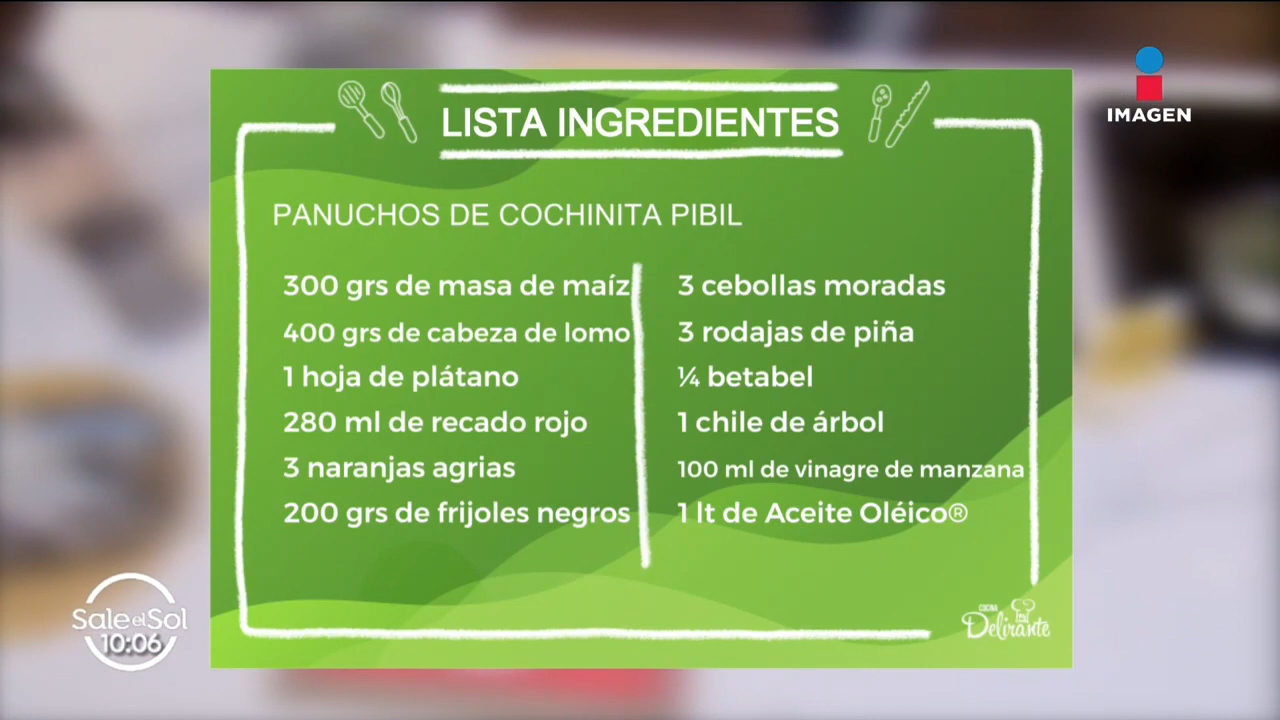 IMAGEN
LISTA INGREDIENTES
PANUCHOS DE COCHINITA PIBIL
300 grs de masa de maíz
400 grs de cabeza de lomo
1 hoja de plátano
280 ml de recado rojo
3 naranjas agrias
200 grs de frijoles negros
3 cebollas moradas
3 rodajas de piña
¼ betabel
1 chile de árbol
100 ml de vinagre de manzana
1 lt de Aceite Oléico®
Sale el Sol
10:06
COCINA
Delirante